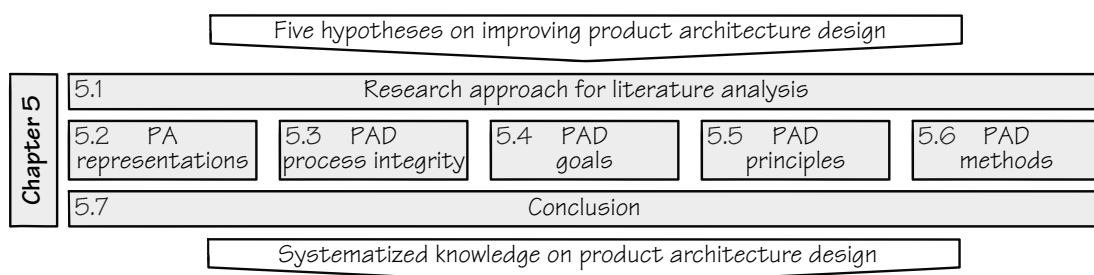 Five hypotheses on improving product architecture design
Chapter 5
5.1 Research approach for literature analysis
5.2 PA
representations
5.3 PAD
process integrity
5.4 PAD
goals
5.5 PAD
principles
5.6 PAD
methods
5.7 Conclusion
Systematized knowledge on product architecture design